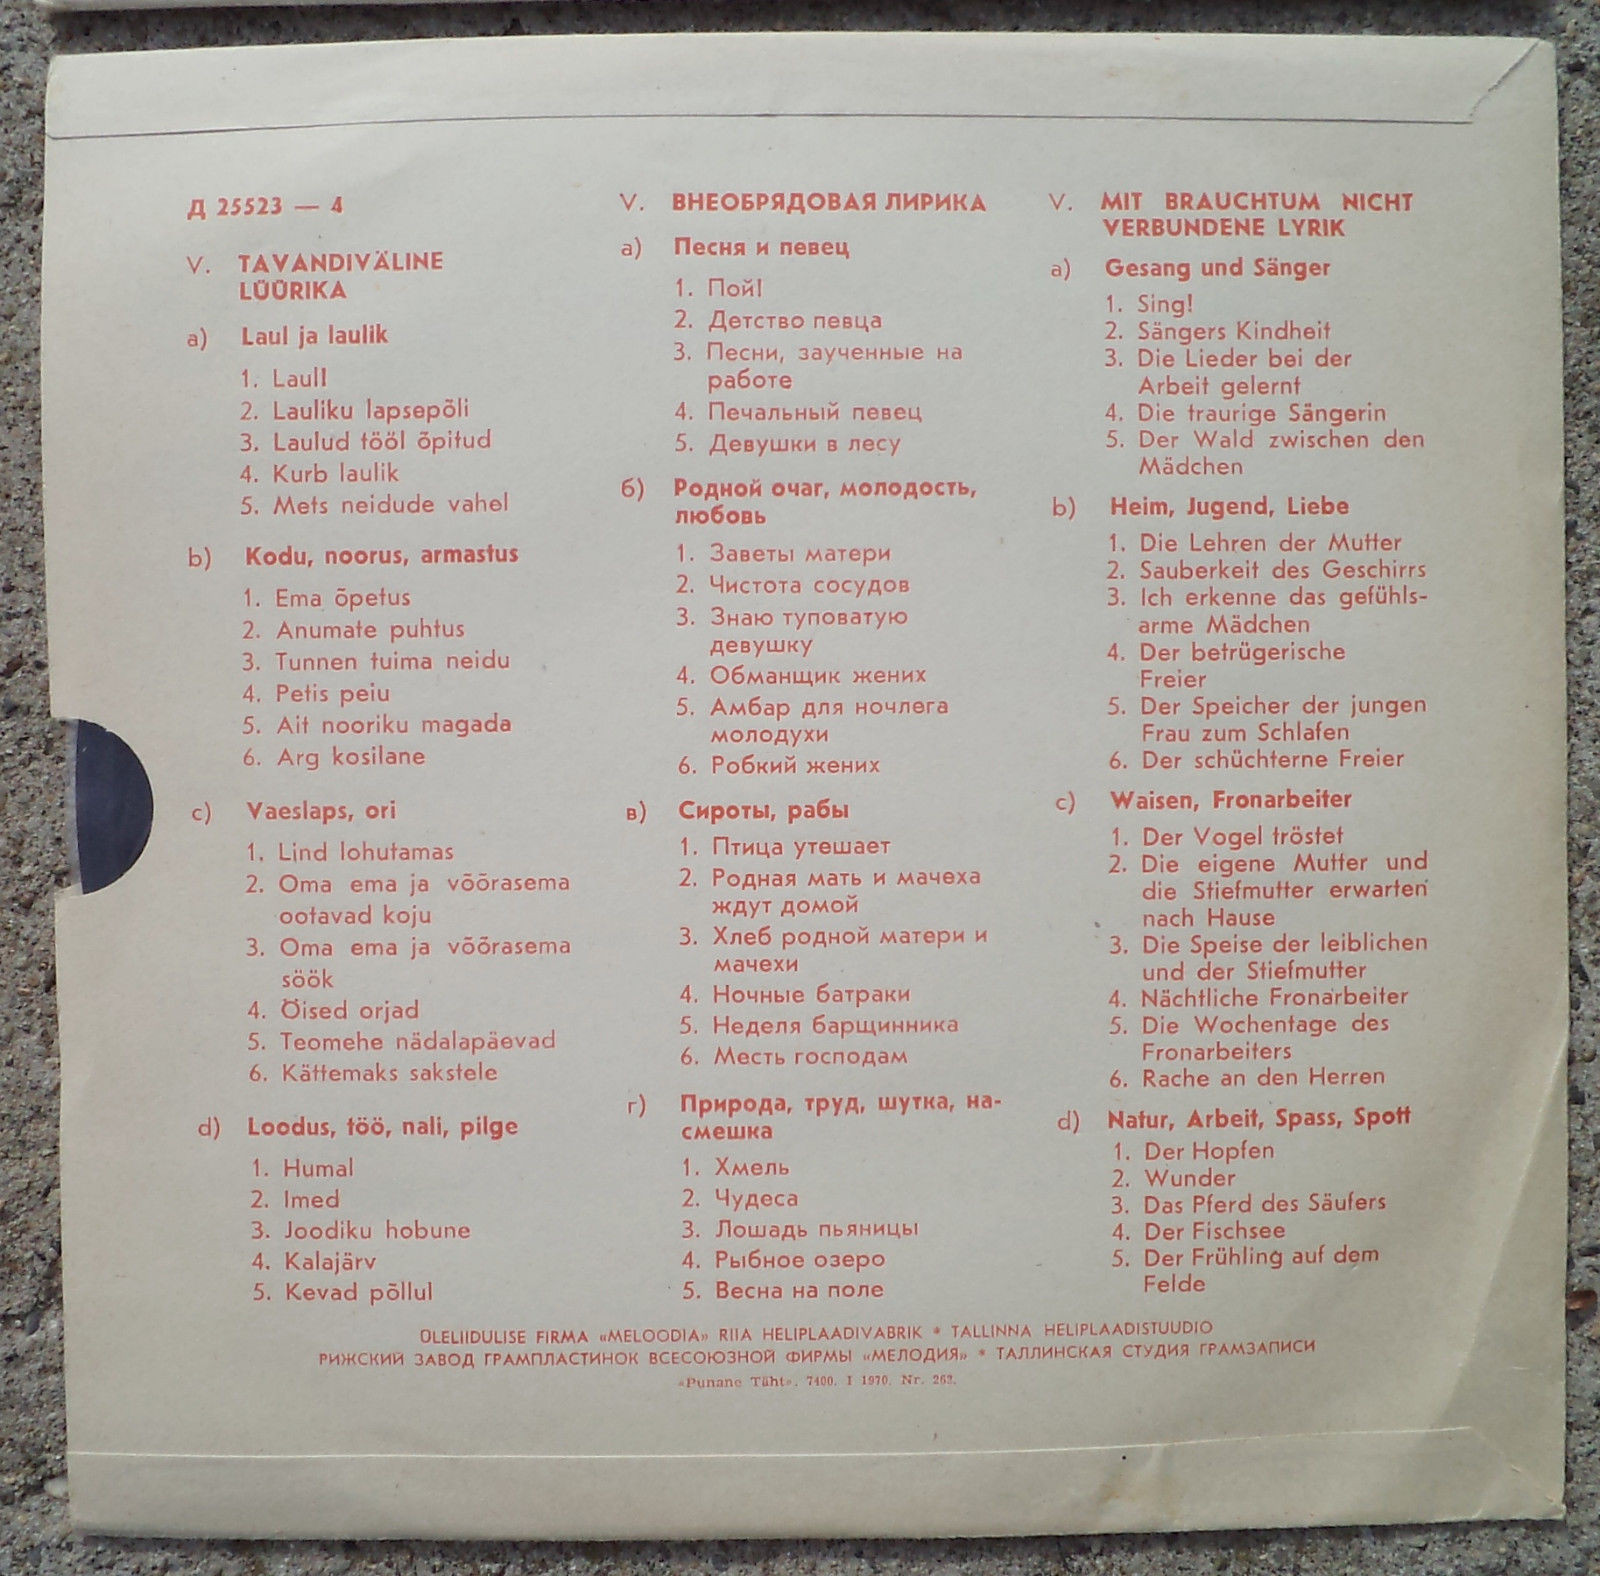 Д 25523 — 4
V. TAVANDIVÄLINE
LÜÜRIKA
a) Laul ja laulik
1. Laul!
2. Lauliku lapsepõli
3. Laulud tööl õpitud
4. Kurb laulik
5. Mets neidude vahel
b) Kodu, noorus, armastus
1. Ema õpetus
2. Anumate puhtus
3. Tunnen tuima neidu
4. Petis peiu
5. Ait nooriku magada
6. Arg kosilane
c) Vaeslaps, ori
1. Lind lohutamas
2. Oma ema ja võõrasema
ootavad koju
3. Oma ema ja võõrasema
söök
4. Öised orjad
5. Teomehe nädalapäevad
6. Kättemaks sakstele
d) Loodus, töö, nali, pilge
1. Humal
2. Imed
3. Joodiku hobune
4. Kalajärv
5. Kevad põllul
V. ВНЕОБРЯДОВАЯ ЛИРИКА
а) Песня и певец
1. Пой!
2. Детство певца
3. Песни, заученные на
работе
4. Печальный певец
5. Девушки в лесу
б) Родной очаг, молодость,
любовь
1. Заветы матери
2. Чистота сосудов
3. Знаю туповатую
девушку
4. Обманщик жених
5. Амбар для ночлега
молодухи
6. Робкий жених
в) Сироты, рабы
1. Птица утешает
2. Родная мать и мачеха
ждут домой
3. Хлеб родной матери и
мачехи
4. Ночные батраки
5. Неделя барщинника
6. Месть господам
г) Природа, труд, шутка, на-
смешка
1. Хмель
2. Чудеса
3. Лошадь пьяницы
4. Рыбное озеро
5. Весна на поле
V. MIT BRAUCHTUM NICHT
VERBUNDENE LYRIK
a) Gesang und Sänger
1. Sing!
2. Sängers Kindheit
3. Die Lieder bei der
Arbeit gelernt
4. Die traurige Sängerin
5. Der Wald zwischen den
Mädchen
b) Heim, Jugend, Liebe
1. Die Lehren der Mutter
2. Sauberkeit des Geschirrs
3. Ich erkenne das gefühls-
arme Mädchen
4. Der betrügerische
Freier
5. Der Speicher der jungen
Frau zum Schlafen
6. Der schüchterne Freier
c) Waisen, Fronarbeiter
1. Der Vogel tröstet
2. Die eigene Mutter und
die Stiefmutter erwarten
nach Hause
3. Die Speise der leiblichen
und der Stiefmutter
4. Nächtliche Fronarbeiter
5. Die Wochentage des
Fronarbeiters
6. Rache an den Herren
d) Natur, Arbeit, Spass, Spott
1. Der Hopfen
2. Wunder
3. Das Pferd des Säufers
4. Der Fischsee
5. Der Frühling auf dem
Felde
ÜLELIIDULISE FIRMA «MELOODIA» RIIA HELIPLAADIVABRIK * TALLINNA HELIPLAADISTUUDIO
РИЖСКИЙ ЗАВОД ГРАМПЛАСТИНОК ВСЕСОЮЗНОЙ ФИРМЫ «МЕЛОДИЯ» * ТАЛЛИНСКАЯ СТУДИЯ ГРАМЗАПИСИ
«Punane Täht». 7400. I 1970. Nr. 263.